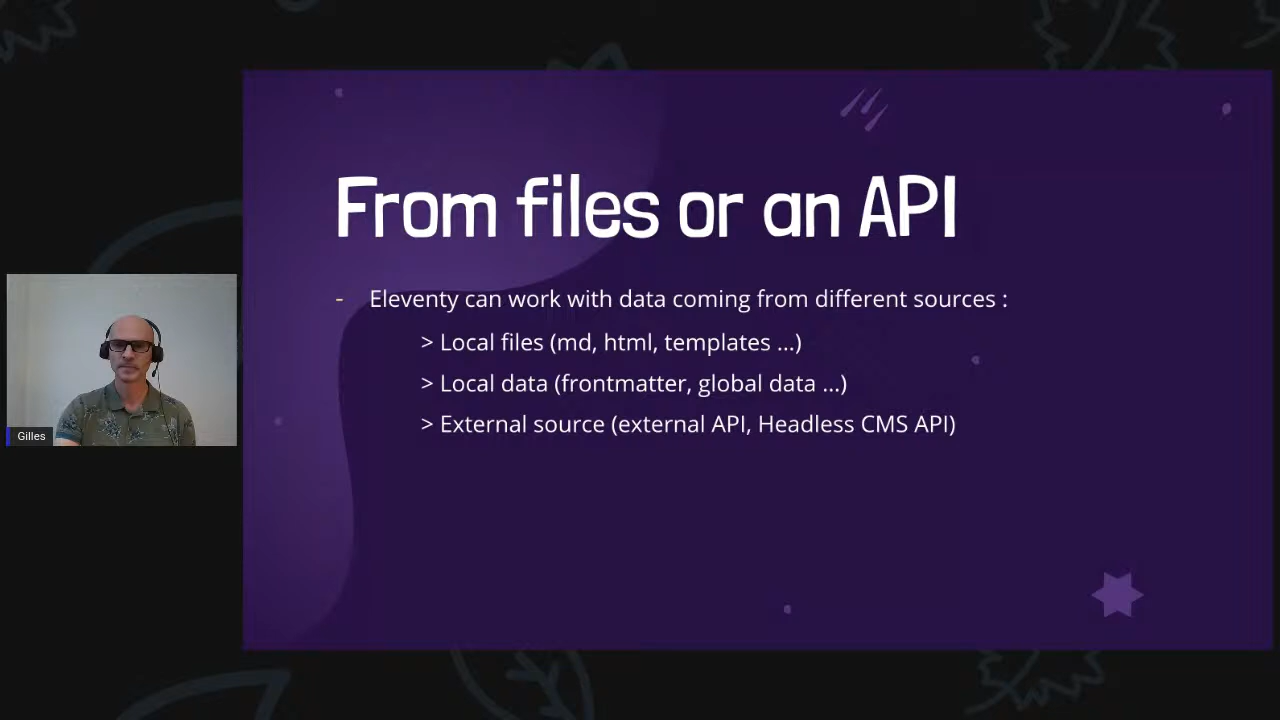 From files or an API
- Eleventy can work with data coming from different sources :
> Local files (md, html, templates ...)
> Local data (frontmatter, global data ...)
> External source (external API, Headless CMS API)
Gilles